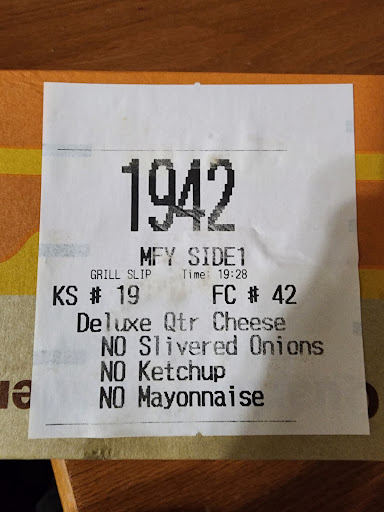 1942
MFY SIDE1
GRILL SLIP Time: 19:28
KS # 19 FC # 42
Deluxe Qtr Cheese
NO Slivered Onions
NO Ketchup
NO Mayonnaise